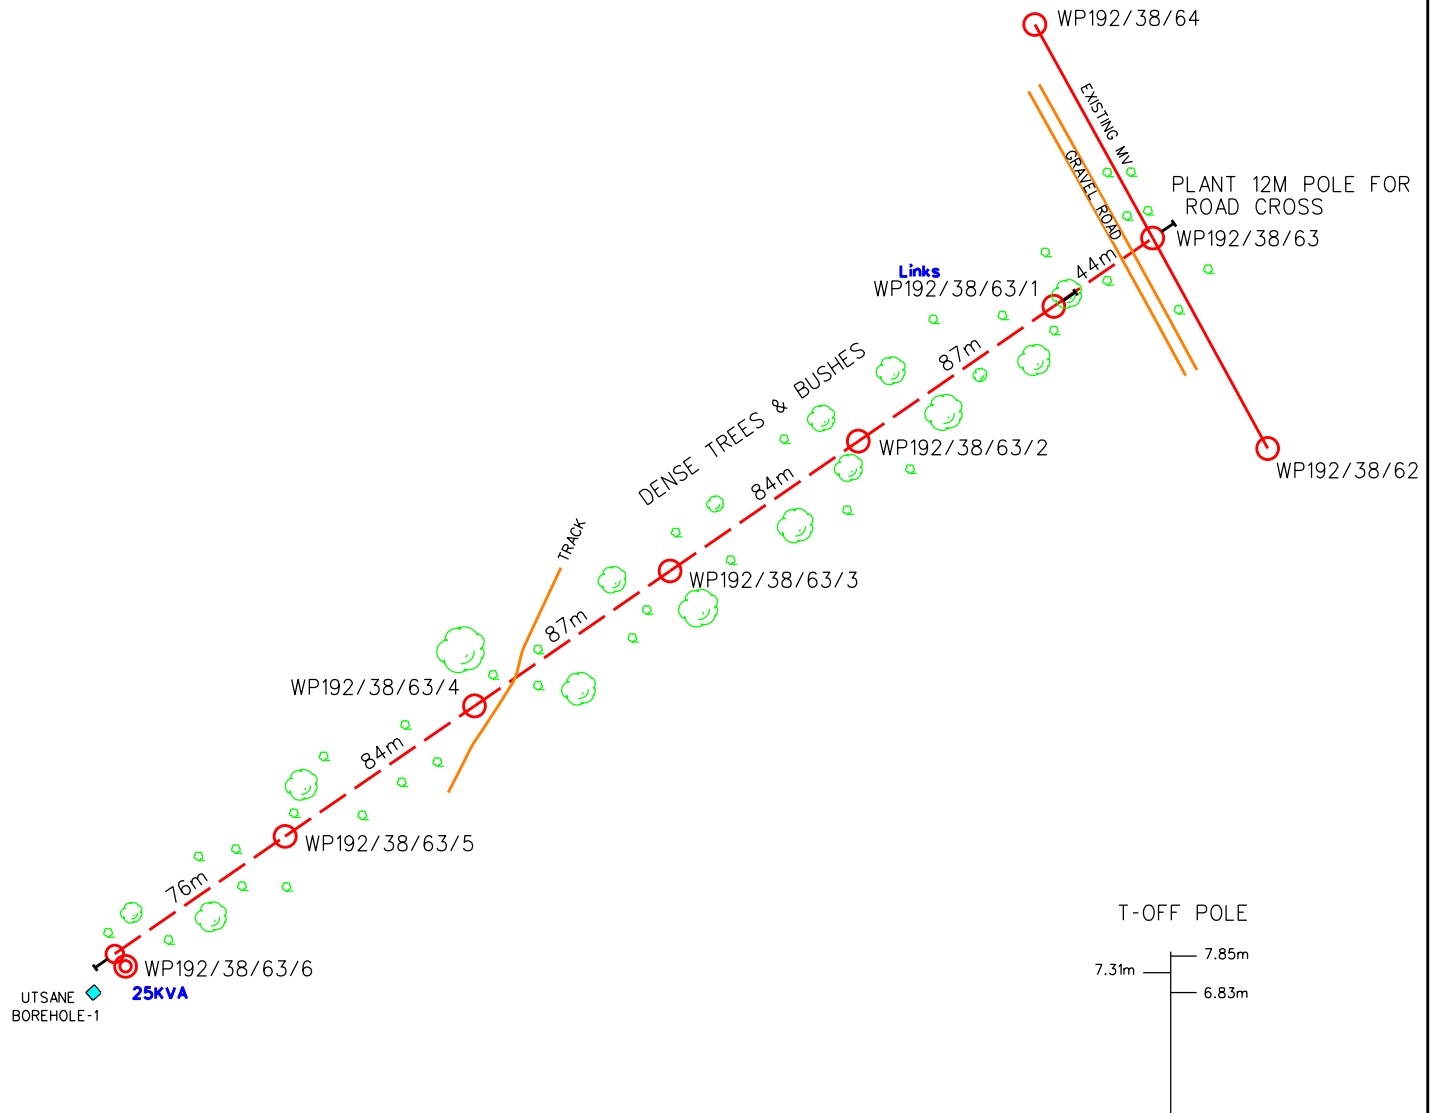 WP192/38/64
EXISTING MV
GRAVEL ROAD
PLANT 12M POLE FOR
ROAD CROSS
WP192/38/63
44m
Links
WP192/38/63/1
87m
DENSE TREES & BUSHES
WP192/38/63/2
WP192/38/62
84m
TRACK
WP192/38/63/3
87m
WP192/38/63/4
84m
WP192/38/63/5
76m
WP192/38/63/6
25KVA
UTSANE
BOREHOLE-1
T-OFF POLE
7.85m
7.31m
6.83m